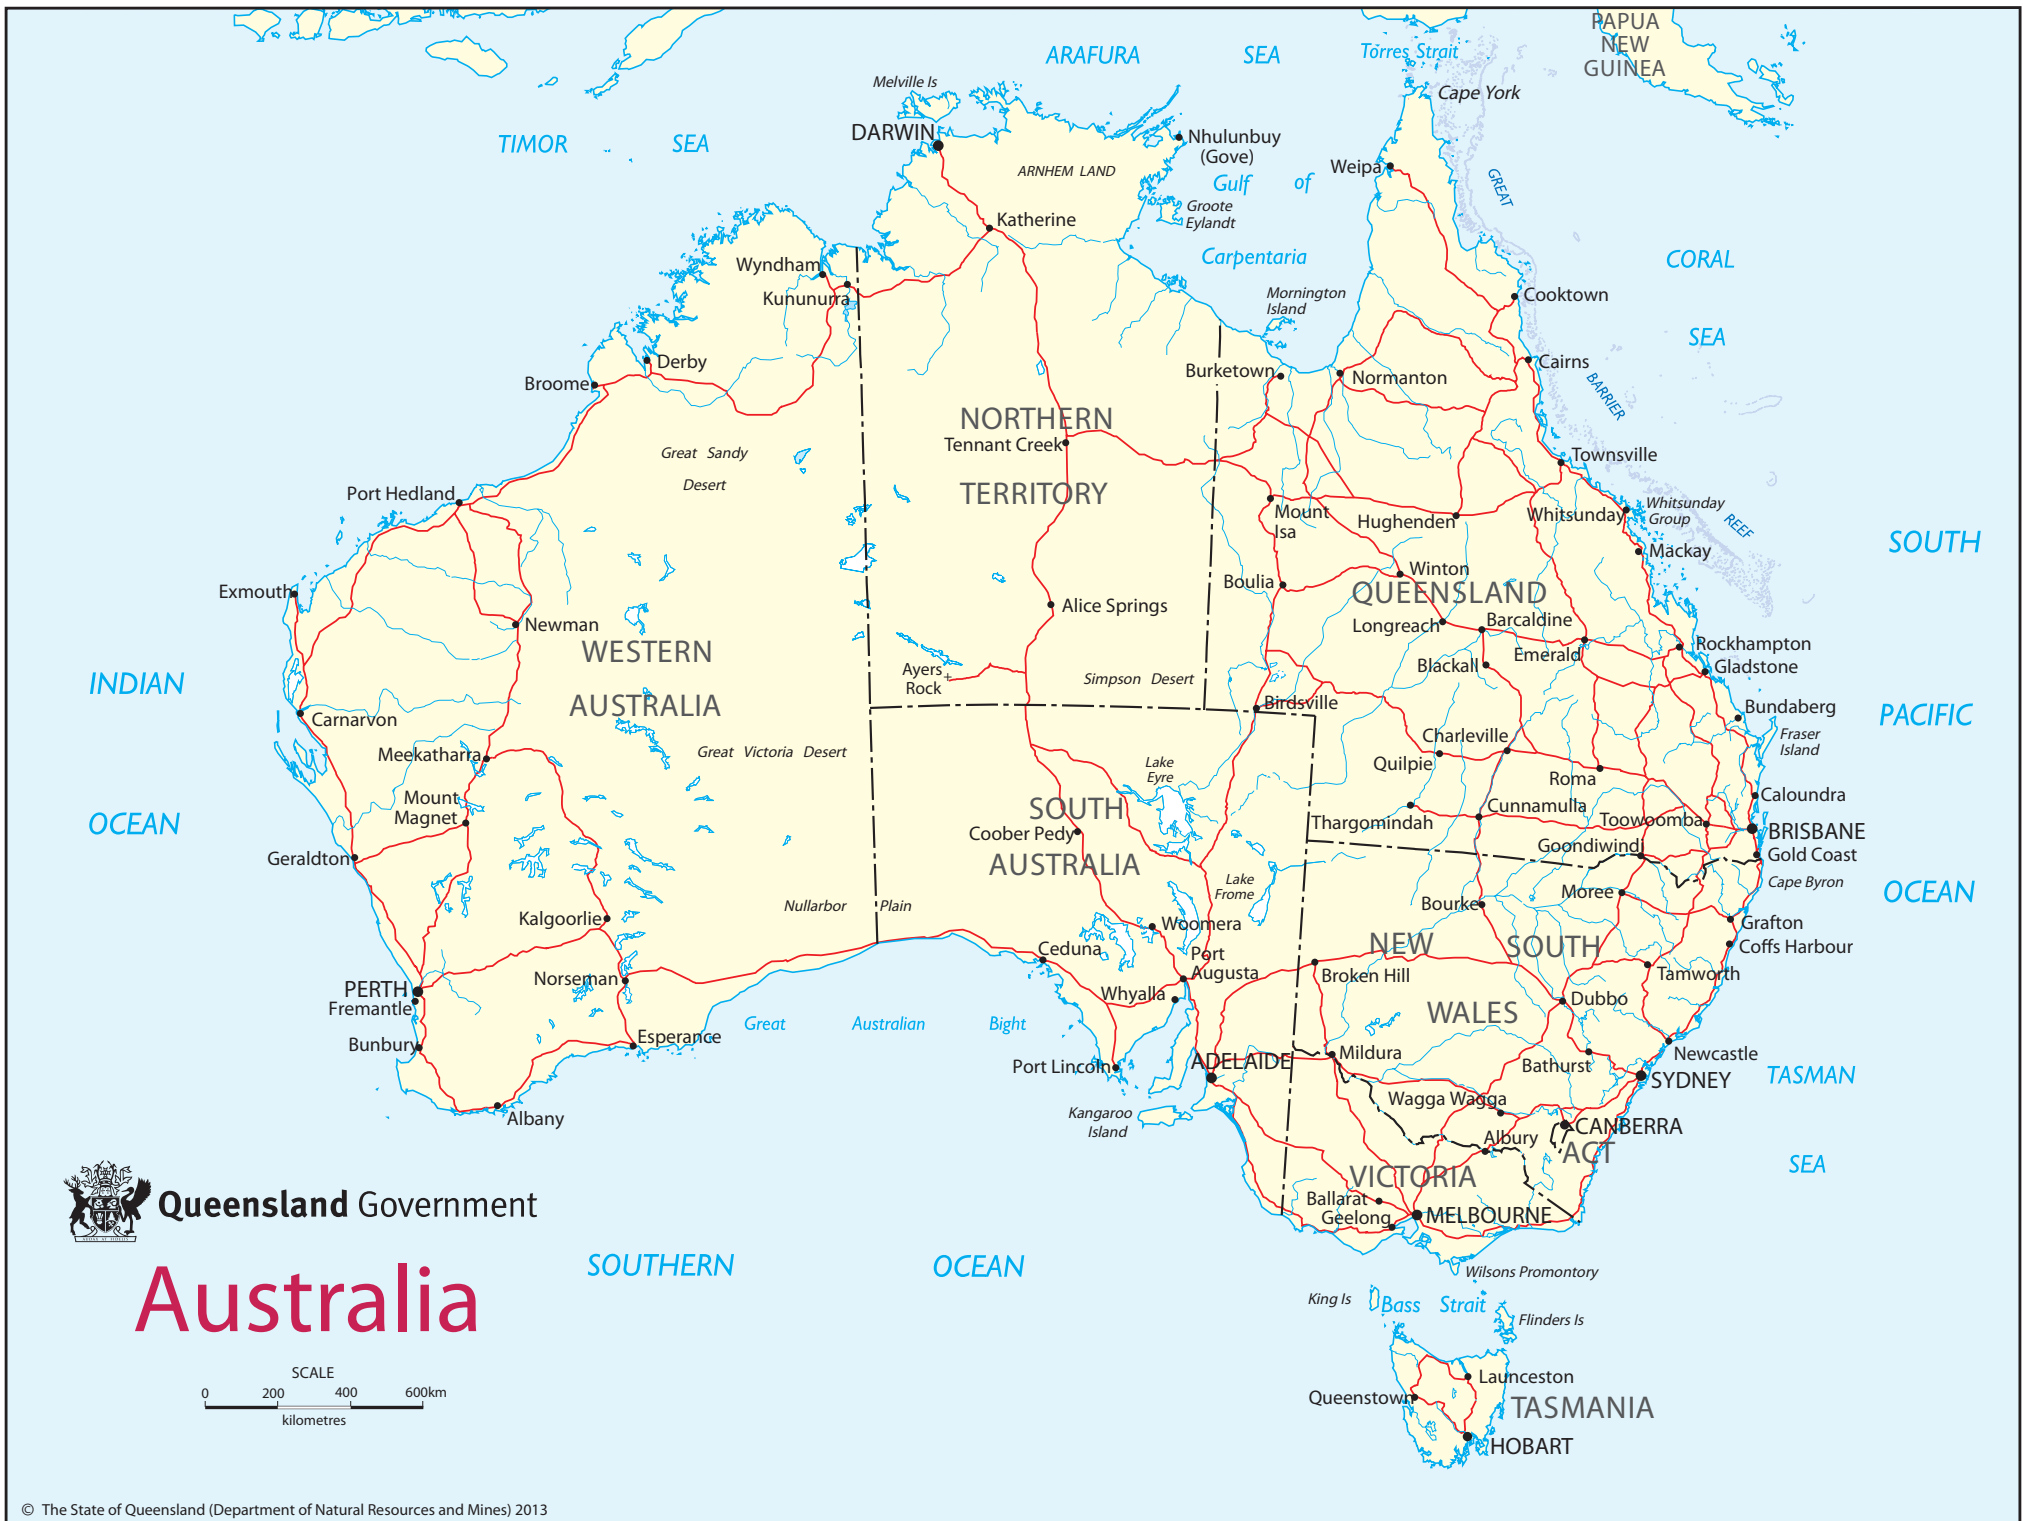 PAPUA
NEW
GUINEA
ARAFURA SEA
Torres Strait
Melville Is
Cape York
DARWIN
TIMOR SEA
Nhulunbuy
(Gove)
ARNHEM LAND
Weipa
Gulf of
Carpentaria
GREAT
BARRIER
REEF
Groote
Eylandt
Katherine
CORAL
SEA
Wyndham
Kununurra
Mornington
Island
Cooktown
Derby
Broome
Burketown
Normanton
Cairns
NORTHERN
TERRITORY
Tennant Creek
Great Sandy
Desert
Townsville
Port Hedland
Mount
Isa
Hughenden
Whitsunday
Whitsunday
Group
Mackay
SOUTH
PACIFIC
OCEAN
Exmouth
Newman
Alice Springs
Boulia
Winton
QUEENSLAND
Longreach
Barcaldine
Blackall
Emerald
Rockhampton
Gladstone
WESTERN
AUSTRALIA
INDIAN
OCEAN
Ayers
Rock
Simpson Desert
Birdsville
Carnarvon
Bundaberg
Fraser
Island
Meekatharra
Great Victoria Desert
Lake
Eyre
Charleville
Quilpie
Roma
Mount
Magnet
SOUTH
AUSTRALIA
Coober Pedy
Thargomindah
Cunnamulla
Toowoomba
Caloundra
BRISBANE
Gold Coast
Goondiwindi
Cape Byron
Geraldton
Lake
Frome
Moree
Bourke
Nullarbor Plain
Kalgoorlie
Woomera
Grafton
Coffs Harbour
NEW SOUTH
WALES
Ceduna
Port
Augusta
Broken Hill
Tamworth
PERTH
Fremantle
Norseman
Whyalla
Dubbo
Great Australian Bight
Bunbury
Esperance
Port Lincoln
ADELAIDE
Mildura
Bathurst
Newcastle
SYDNEY
TASMAN
SEA
Albany
Kangaroo
Island
Wagga Wagga
CANBERRA
ACT
Albury
VICTORIA
Ballarat
Geelong
MELBOURNE
Queensland Government
SOUTHERN OCEAN
Wilsons Promontory
King Is
Bass Strait
Flinders Is
Australia
Launceston
Queenstown
TASMANIA
HOBART
SCALE
0 200 400 600km
kilometres
© The State of Queensland (Department of Natural Resources and Mines) 2013